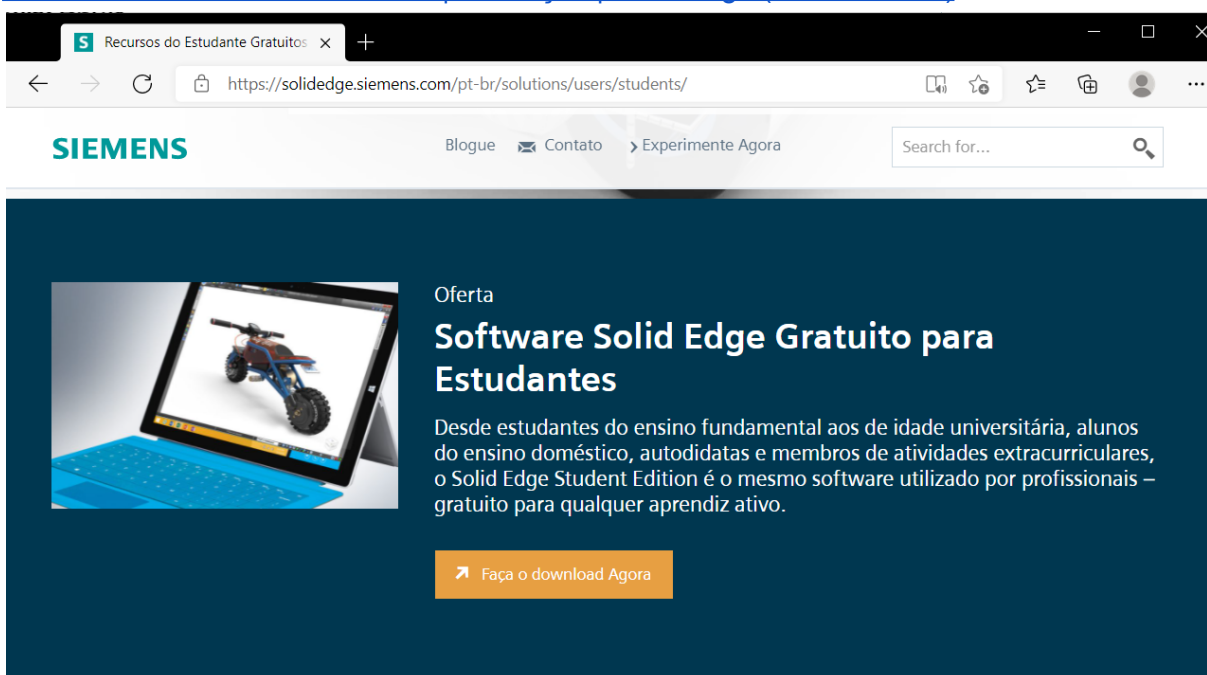 Recursos do Estudante Gratuitos
https://solidedge.siemens.com/pt-br/solutions/users/students/
SIEMENS
Blogue Contato Experimente Agora
Search for...
Oferta
Software Solid Edge Gratuito para
Estudantes
Desde estudantes do ensino fundamental aos de idade universitária, alunos
do ensino doméstico, autodidatas e membros de atividades extracurriculares,
o Solid Edge Student Edition é o mesmo software utilizado por profissionais –
gratuito para qualquer aprendiz ativo.
Faça o download Agora